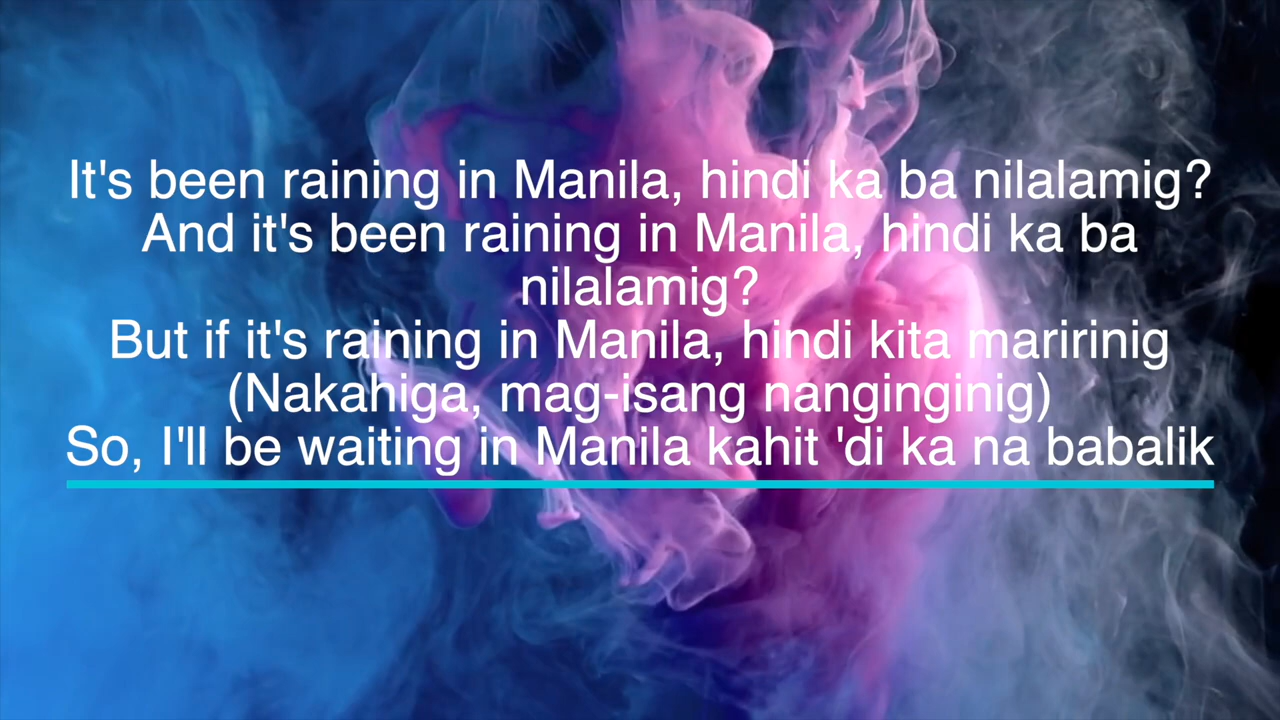 It's been raining in Manila, hindi ka ba nilalamig?
And it's been raining in Manila, hindi ka ba
nilalamig?
But if it's raining in Manila, hindi kita maririnig
(Nakahiga, mag-isang nanginginig)
So, I'll be waiting in Manila kahit 'di ka na babalik